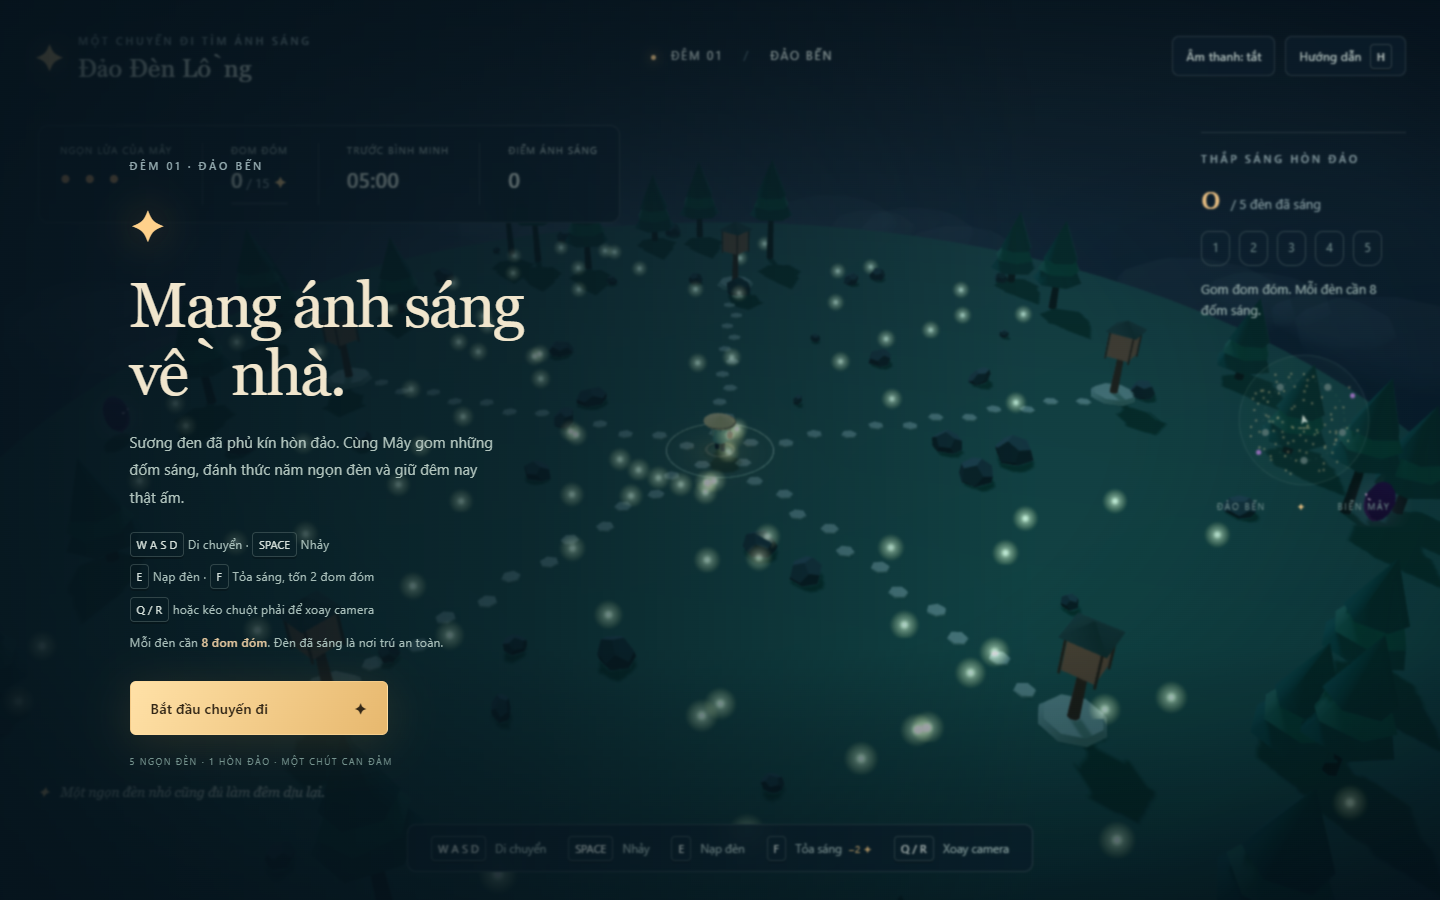 MỘT CHUYẾN ĐI TÌM ÁNH SÁNG
Đảo Đèn Lồng
ĐÊM 01 / ĐẢO BẾN
Âm thanh: tắt
Hướng dẫn H
NGỌN LỬA CỦA MÂY
ĐOM ĐÓM
0 / 15
TRƯỚC BÌNH MINH
05:00
ĐIỂM ÁNH SÁNG
0
THẮP SÁNG HÒN ĐẢO
0 / 5 đèn đã sáng
1 2 3 4 5
Gom đom đóm. Mỗi đèn cần 8
đốm sáng.
ĐẢO BẾN
BIỂN MÂY
ĐÊM 01 · ĐẢO BẾN
Mang ánh sáng
về nhà.
Sương đen đã phủ kín hòn đảo. Cùng Mây gom những
đốm sáng, đánh thức năm ngọn đèn và giữ đêm nay
thật ấm.
W A S D Di chuyển · SPACE Nhảy
E Nạp đèn · F Tỏa sáng, tốn 2 đom đóm
Q / R hoặc kéo chuột phải để xoay camera
Mỗi đèn cần 8 đom đóm. Đèn đã sáng là nơi trú an toàn.
Bắt đầu chuyến đi
5 NGỌN ĐÈN · 1 HÒN ĐẢO · MỘT CHÚT CAN ĐẢM
Một ngọn đèn nhỏ cũng đủ làm đêm dịu lại.
W A S D Di chuyển SPACE Nhảy E Nạp đèn F Tỏa sáng −2 Q / R Xoay camera